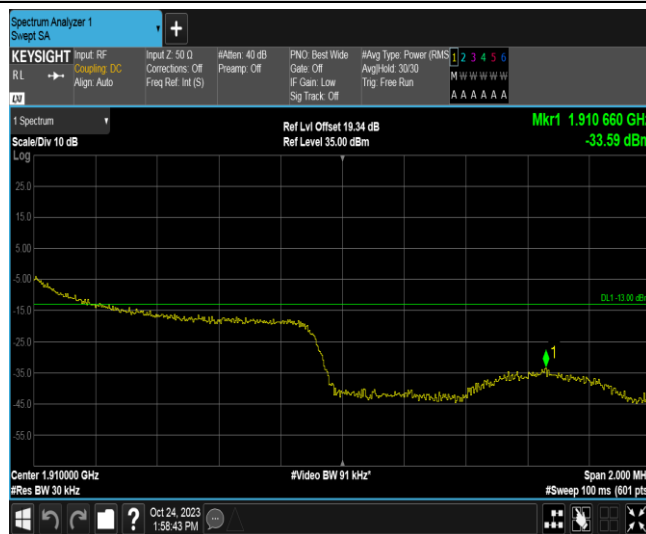 Spectrum Analyzer 1
Swept SA
KEYSIGHT
RL
LXI
Input: RF
Coupling: DC
Align: Auto
Input Z: 50 Ω
Corrections: Off
Freq Ref: Int (S)
#Atten: 40 dB
Preamp: Off
PNO: Best Wide
Gate: Off
IF Gain: Low
Sig Track: Off
#Avg Type: Power (RMS
Avg|Hold: 30/30
Trig: Free Run
1 2 3 4 5 6
M W W W W W
A A A A A A
1 Spectrum
Scale/Div 10 dB
Log
Ref Lvl Offset 19.34 dB
Ref Level 35.00 dBm
Mkr1 1.910 660 GHz
-33.59 dBm
25.0
15.0
5.00
-5.00
DL1 -13.00 dBm
-15.0
-25.0
1
-35.0
-45.0
-55.0
Center 1.910000 GHz
#Res BW 30 kHz
#Video BW 91 kHz*
Span 2.000 MH
#Sweep 100 ms (601 pts
?
Oct 24, 2023
1:58:43 PM